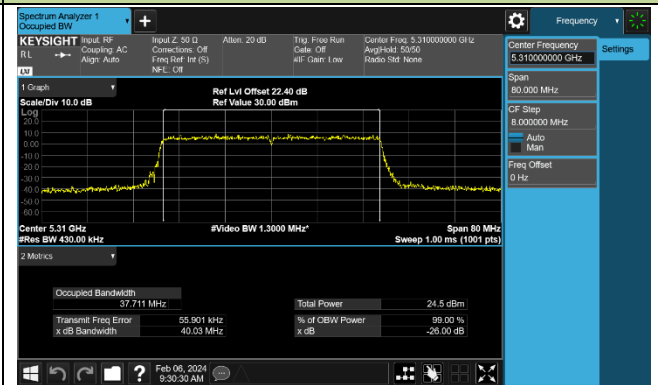 Spectrum Analyzer 1
Occupied BW
+
Frequency
KEYSIGHT
RL
LXI
Input: RF
Coupling: AC
Align: Auto
Input Z: 50 Ω
Corrections: Off
Freq Ref: Int (S)
NFE: Off
Atten: 20 dB
Trig: Free Run
Gate: Off
#IF Gain: Low
Center Freq: 5.310000000 GHz
Avg|Hold: 50/50
Radio Std: None
Center Frequency
5.310000000 GHz
Settings
Span
80.000 MHz
CF Step
8.000000 MHz
Auto
Man
Freq Offset
0 Hz
1 Graph
Scale/Div 10.0 dB
Ref Lvl Offset 22.40 dB
Ref Value 30.00 dBm
Log
20.0
10.0
0.00
-10.0
-20.0
-30.0
-40.0
-50.0
-60.0
Center 5.31 GHz
#Video BW 1.3000 MHz*
Span 80 MHz
#Res BW 430.00 kHz
Sweep 1.00 ms (1001 pts)
2 Metrics
Occupied Bandwidth
37.711 MHz
Total Power 24.5 dBm
Transmit Freq Error 55.901 kHz
% of OBW Power 99.00 %
x dB Bandwidth 40.03 MHz
x dB -26.00 dB
?
Feb 06, 2024
9:30:30 AM